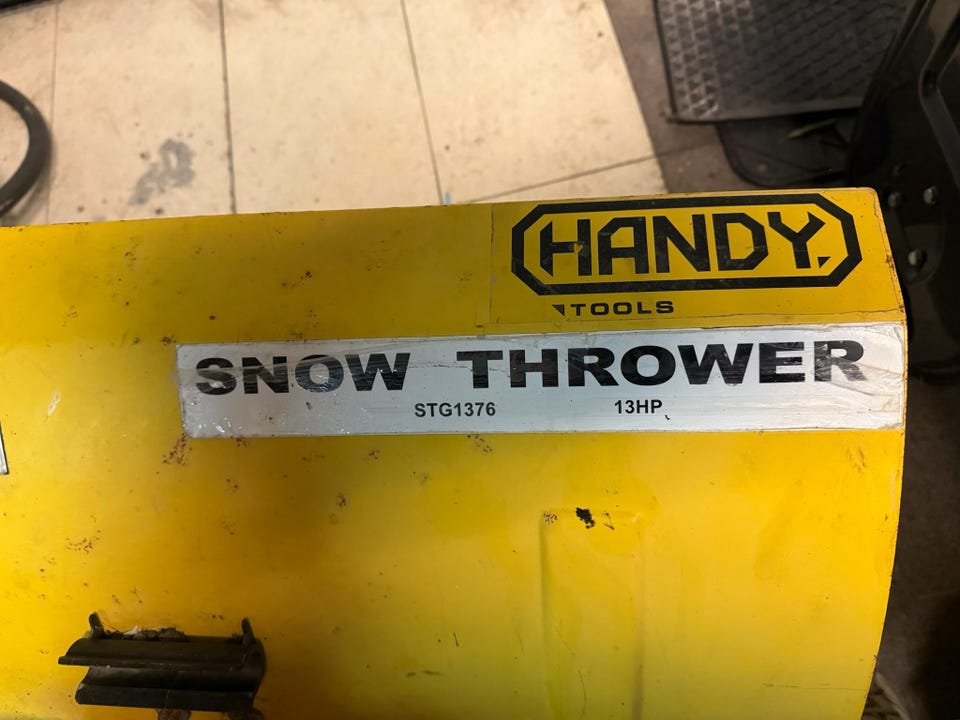 HANDY
TOOLS
SNOW THROWER
STG1376 13HP